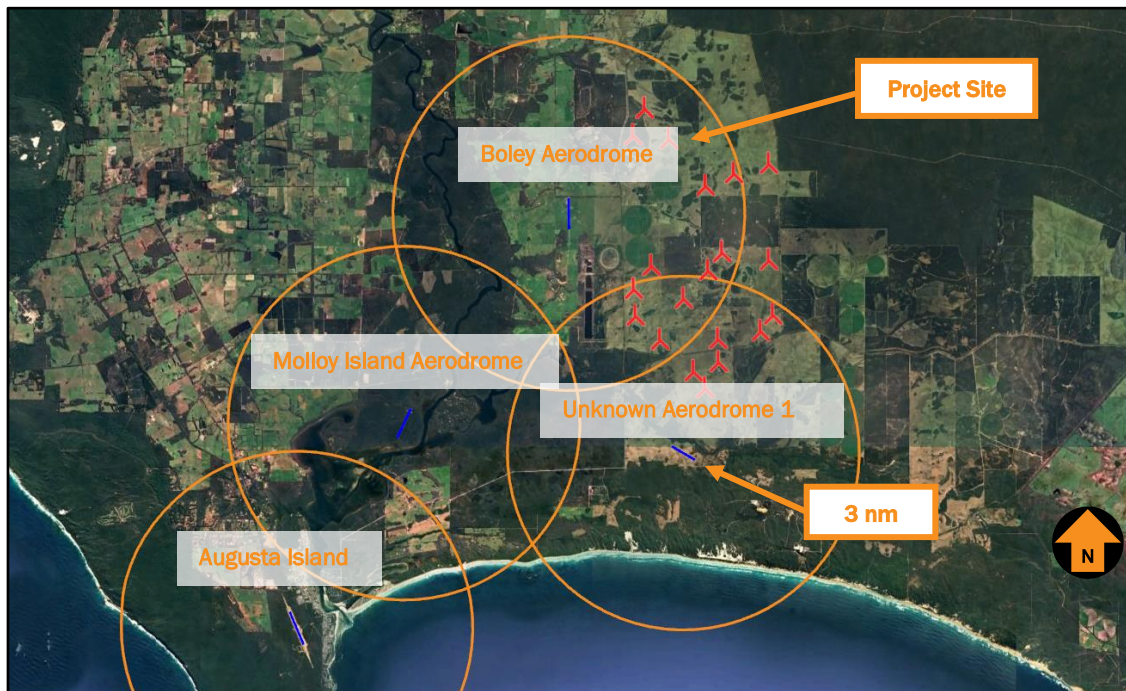 Project Site
Boley Aerodrome
Molloy Island Aerodrome
Unknown Aerodrome 1
3 nm
Augusta Island
N